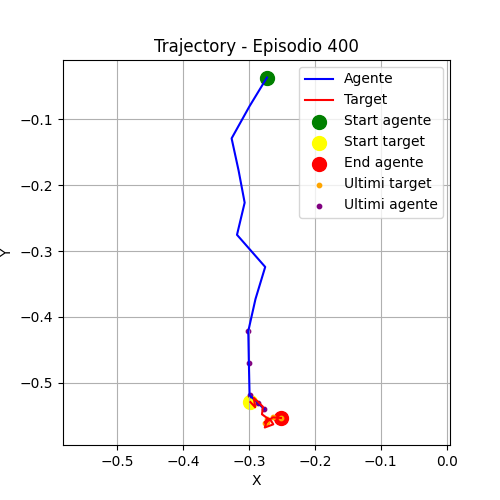 Trajectory - Episodio 400
Agente
Target
Start agente
Start target
End agente
Ultimi target
Ultimi agente
−0.1
−0.2
−0.3
−0.4
−0.5
Y
−0.5
−0.4
−0.3
−0.2
−0.1
0.0
X